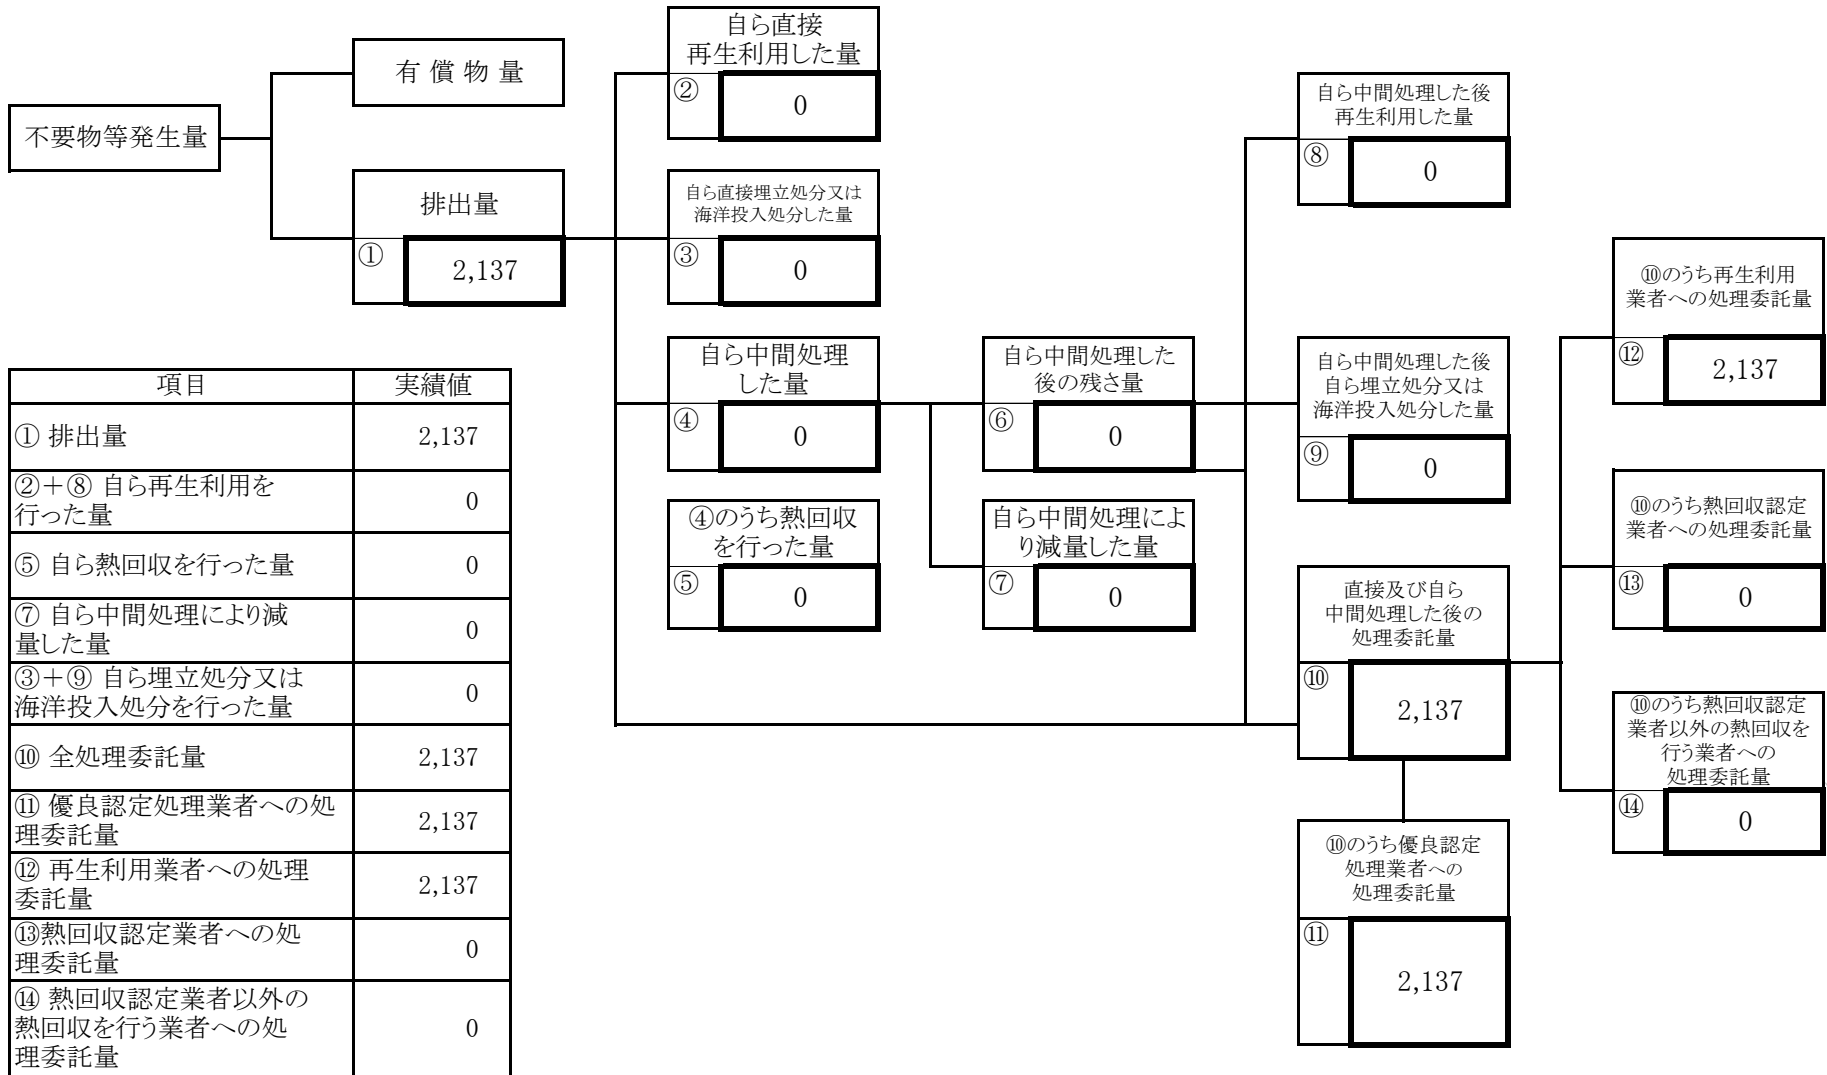 不要物等発生量
有 償 物 量
排出量
①
2,137
自ら直接
再生利用した量
②
0
自ら直接埋立処分又は
海洋投入処分した量
③
0
自ら中間処理
した量
④
0
④のうち熱回収
を行った量
⑤
0
自ら中間処理した
後の残さ量
⑥
0
自ら中間処理によ
り減量した量
⑦
0
自ら中間処理した後
再生利用した量
⑧
0
自ら中間処理した後
自ら埋立処分又は
海洋投入処分した量
⑨
0
直接及び自ら
中間処理した後の
処理委託量
⑩
2,137
⑩のうち優良認定
処理業者への
処理委託量
⑪
2,137
⑩のうち再生利用
業者への処理委託量
⑫
2,137
⑩のうち熱回収認定
業者への処理委託量
⑬
0
⑩のうち熱回収認定
業者以外の熱回収を
行う業者への
処理委託量
⑭
0
項目 実績値
① 排出量 2,137
②＋⑧ 自ら再生利用を
行った量 0
⑤ 自ら熱回収を行った量 0
⑦ 自ら中間処理により減
量した量 0
③＋⑨ 自ら埋立処分又は
海洋投入処分を行った量 0
⑩ 全処理委託量 2,137
⑪ 優良認定処理業者への処
理委託量 2,137
⑫ 再生利用業者への処理
委託量 2,137
⑬熱回収認定業者への処
理委託量 0
⑭ 熱回収認定業者以外の
熱回収を行う業者への処
理委託量 0